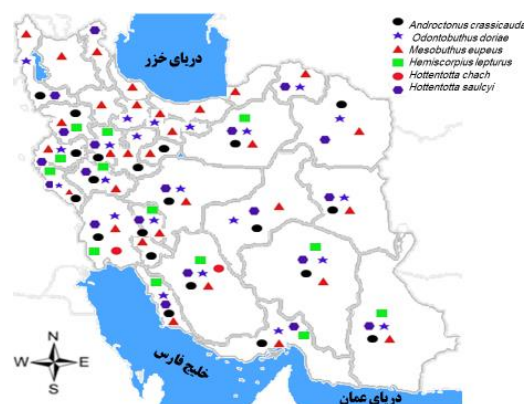 دریای خزر
Androctonus crassicauda
Odontobuthus doriae
Mesobuthus eupeus
Hemiscorpius lepturus
Hottentotta chach
Hottentotta saulcyi
خلیج فارس
دریای عمان
N
W
E
S